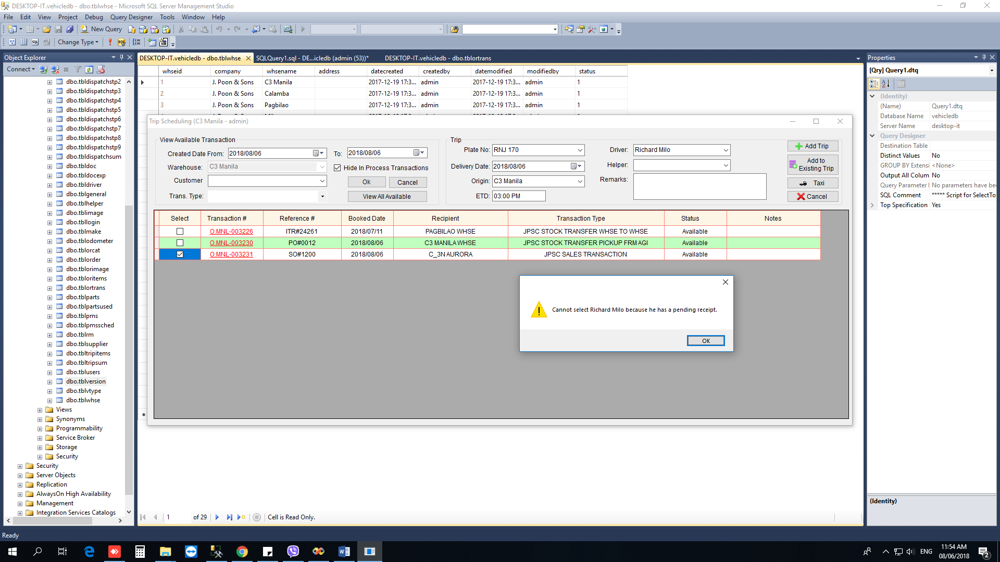 DESKTOP-IT.vehicledb - dbo.tblwhse - Microsoft SQL Server Management Studio
File Edit View Project Debug Query Designer Tools Window Help
New Query
Change Type
Object Explorer
Connect
dbo.tbldispatchstp2
dbo.tbldispatchstp3
dbo.tbldispatchstp4
dbo.tbldispatchstp5
dbo.tbldispatchstp6
dbo.tbldispatchstp7
dbo.tbldispatchstp8
dbo.tbldispatchstp9
dbo.tbldispatchsum
dbo.tbldoc
dbo.tbldocexp
dbo.tbldriver
dbo.tblgeneral
dbo.tblhelper
dbo.tblimage
dbo.tbllogin
dbo.tblmake
dbo.tblodometer
dbo.tblorcat
dbo.tblorder
dbo.tblorimage
dbo.tbloritems
dbo.tblortrans
dbo.tblparts
dbo.tblpartsused
dbo.tblpms
dbo.tblpmssched
dbo.tblrm
dbo.tblsupplier
dbo.tbltripitems
dbo.tbltripsum
dbo.tblusers
dbo.tblversion
dbo.tblvtype
dbo.tblwhse
Views
Synonyms
Programmability
Service Broker
Storage
Security
Security
Server Objects
Replication
AlwaysOn High Availability
Management
Integration Services Catalogs
DESKTOP-IT.vehicledb - dbo.tblwhse SQLQuery1.sql - DE...icledb (admin (53))* DESKTOP-IT.vehicledb - dbo.tblortrans
whseid company whsename address datecreated createdby datemodified modifiedby status
1 J. Poon & Sons C3 Manila 2017-12-19 17:3... admin 2017-12-19 17:3... admin 1
2 J. Poon & Sons Calamba 2017-12-19 17:3... admin 2017-12-19 17:3... admin 1
3 J. Poon & Sons Pagbilao 2017-12-19 17:3... admin 2017-12-19 17:3... admin 1
Trip Scheduling (C3 Manila - admin)
View Available Transaction
Created Date From: 2018/08/06 To: 2018/08/06
Warehouse: C3 Manila Hide In Process Transactions
Customer Ok Cancel
Trans. Type: View All Available
Trip
Plate No: RNJ 170 Driver: Richard Milo
Delivery Date: 2018/08/06 Helper:
Origin: C3 Manila Remarks:
ETD: 03:00 PM
Add Trip
Add to
Existing Trip
Taxi
Cancel
Select Transaction # Reference # Booked Date Recipient Transaction Type Status Notes
O.MNL-003226 ITR#24261 2018/07/11 PAGBILAO WHSE JPSC STOCK TRANSFER WHSE TO WHSE Available
O.MNL-003230 PO#0012 2018/08/06 C3 MANILA WHSE JPSC STOCK TRANSFER PICKUP FRM AGI Available
O.MNL-003231 SO#1200 2018/08/06 C_3N AURORA JPSC SALES TRANSACTION Available
Cannot select Richard Milo because he has a pending receipt.
OK
1 of 29 Cell is Read Only.
Properties
[Qry] Query1.dtq
(Identity)
(Name) Query1.dtq
Database Name vehicledb
Server Name desktop-it
Query Designer
Destination Table
Distinct Values No
GROUP BY Extensi <None>
Output All Colum No
Query Parameter No parameters have bee
SQL Comment ***** Script for SelectTo
Top Specification Yes
(Identity)
Ready
ENG
11:54 AM
08/06/2018
2